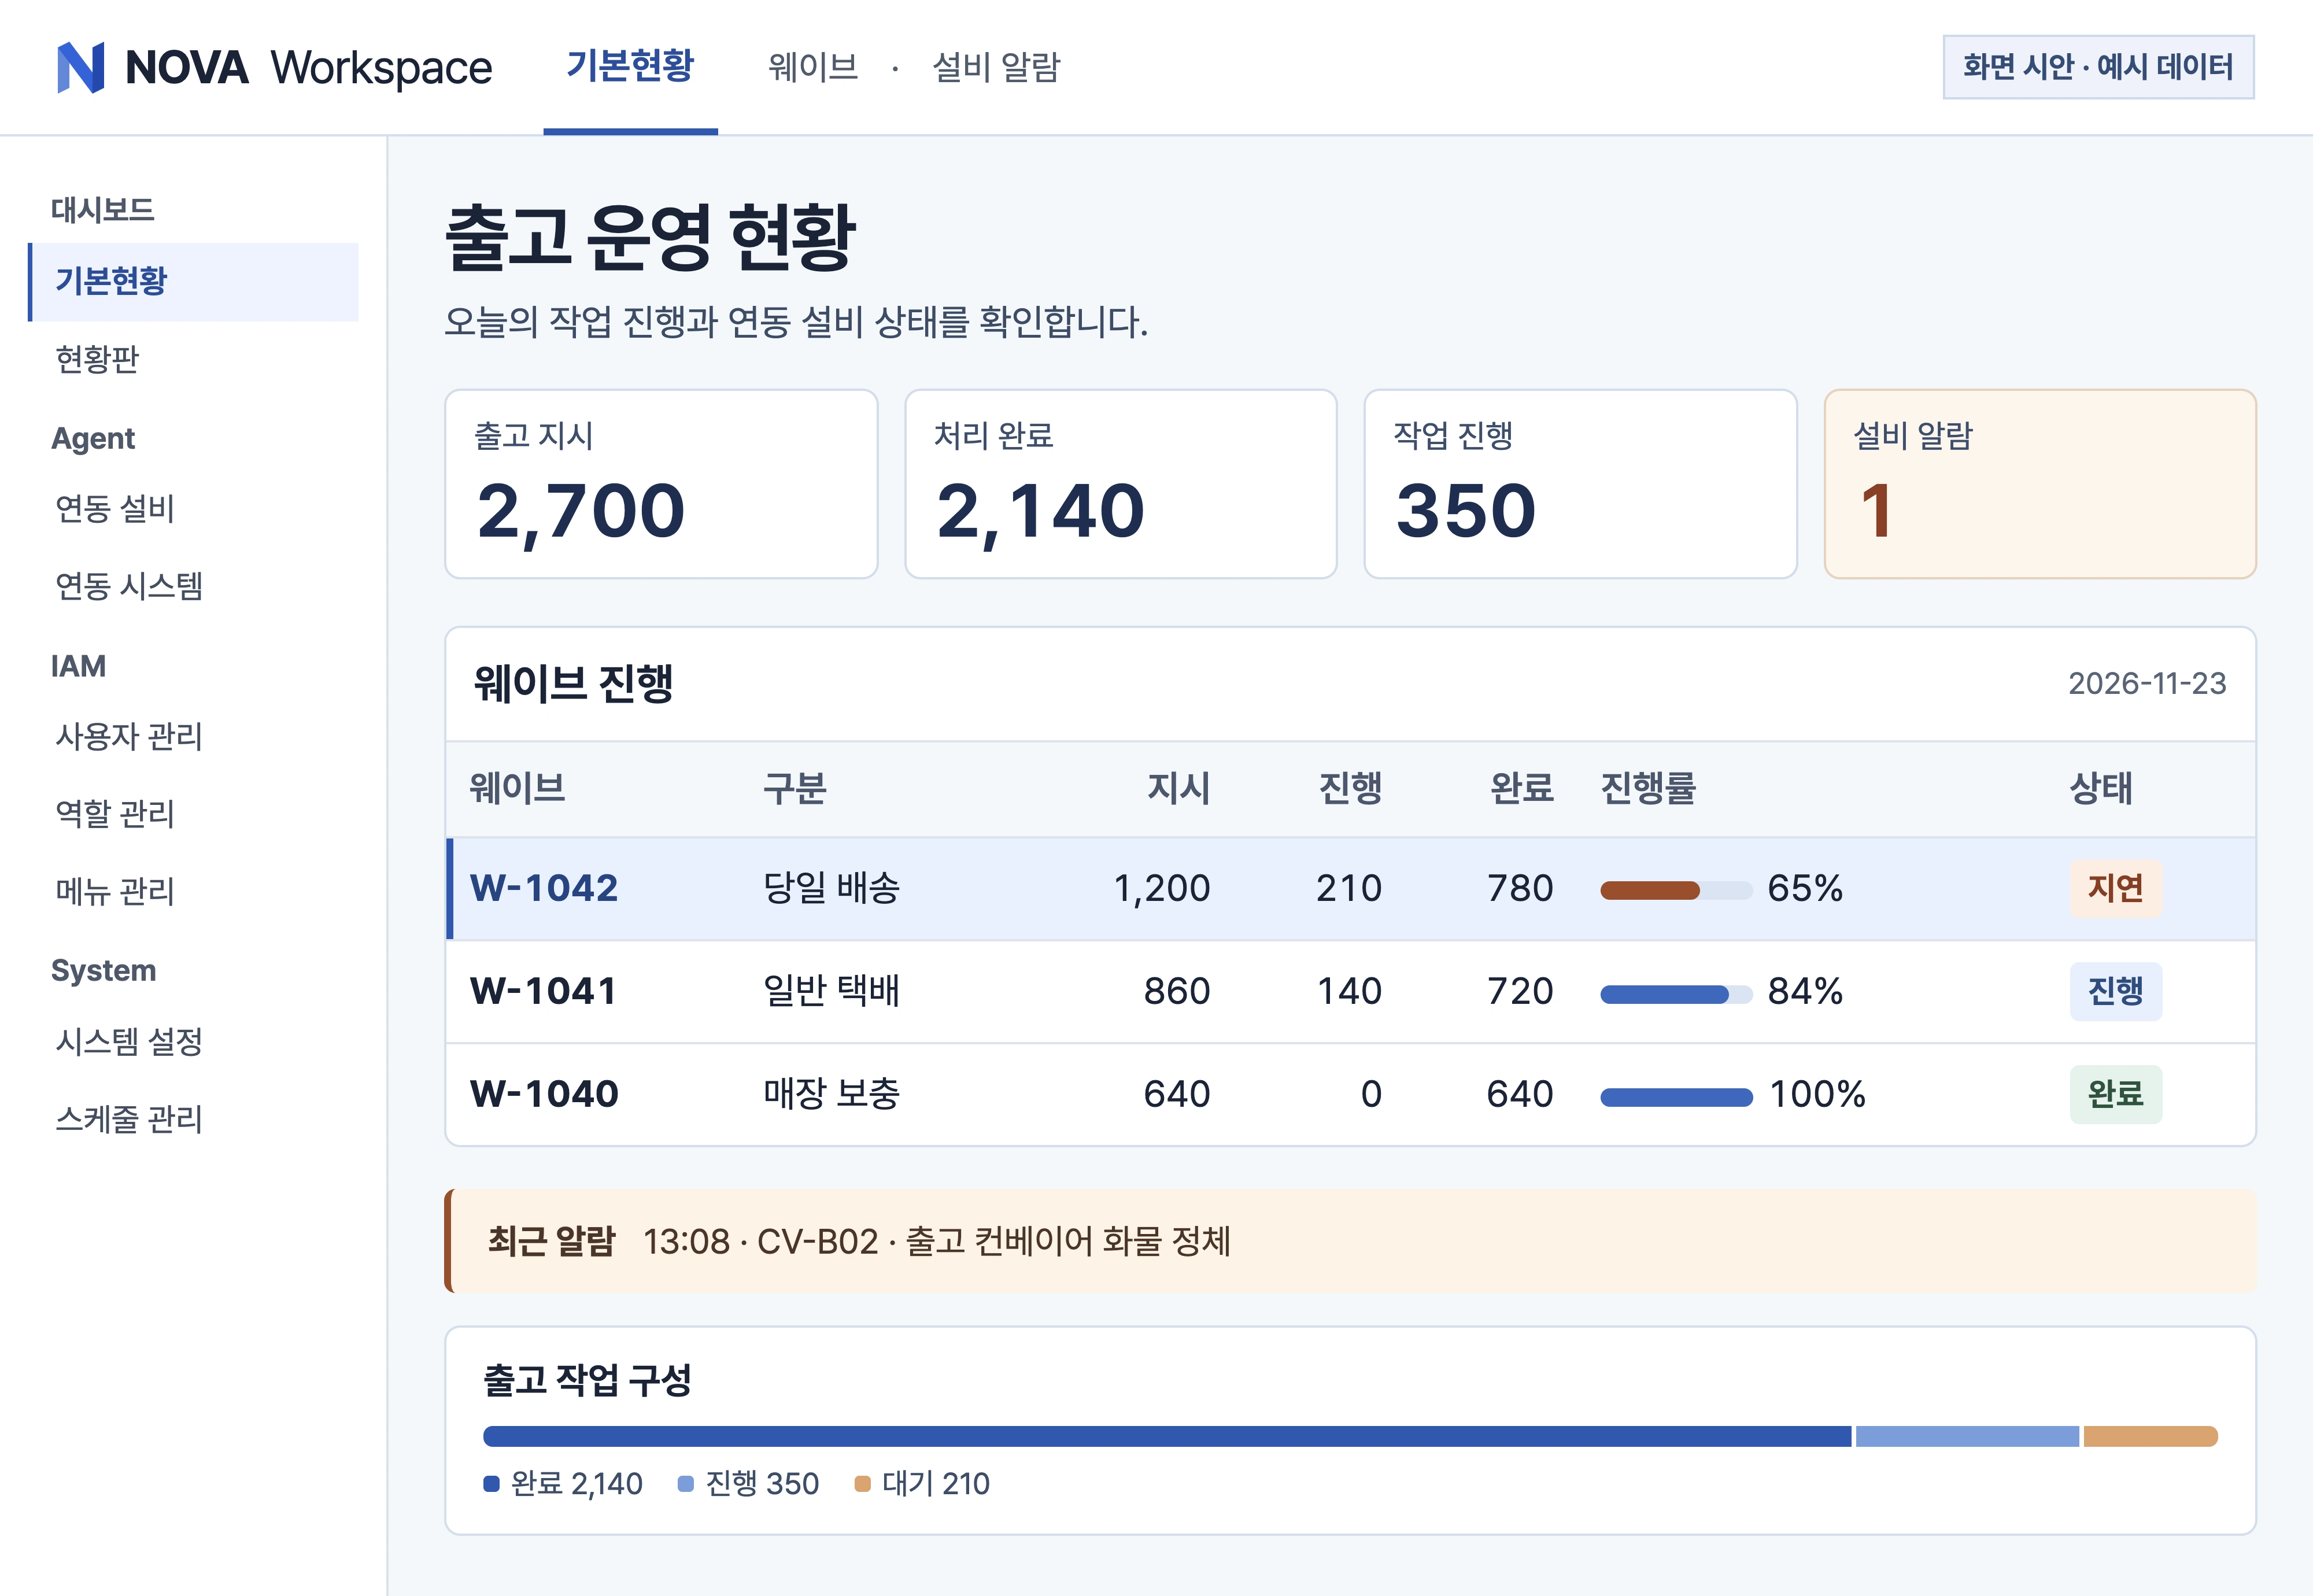 NOVA Workspace 기본현황 웨이브 · 설비 알람 화면 시안 · 예시 데이터
대시보드
기본현황
현황판
Agent
연동 설비
연동 시스템
IAM
사용자 관리
역할 관리
메뉴 관리
System
시스템 설정
스케줄 관리
출고 운영 현황
오늘의 작업 진행과 연동 설비 상태를 확인합니다.
출고 지시 처리 완료 작업 진행 설비 알람
2,700 2,140 350 1
웨이브 진행 2026-11-23
웨이브 구분 지시 진행 완료 진행률 상태
W-1042 당일 배송 1,200 210 780 65% 지연
W-1041 일반 택배 860 140 720 84% 진행
W-1040 매장 보충 640 0 640 100% 완료
최근 알람 13:08 · CV-B02 · 출고 컨베이어 화물 정체
출고 작업 구성
완료 2,140 진행 350 대기 210